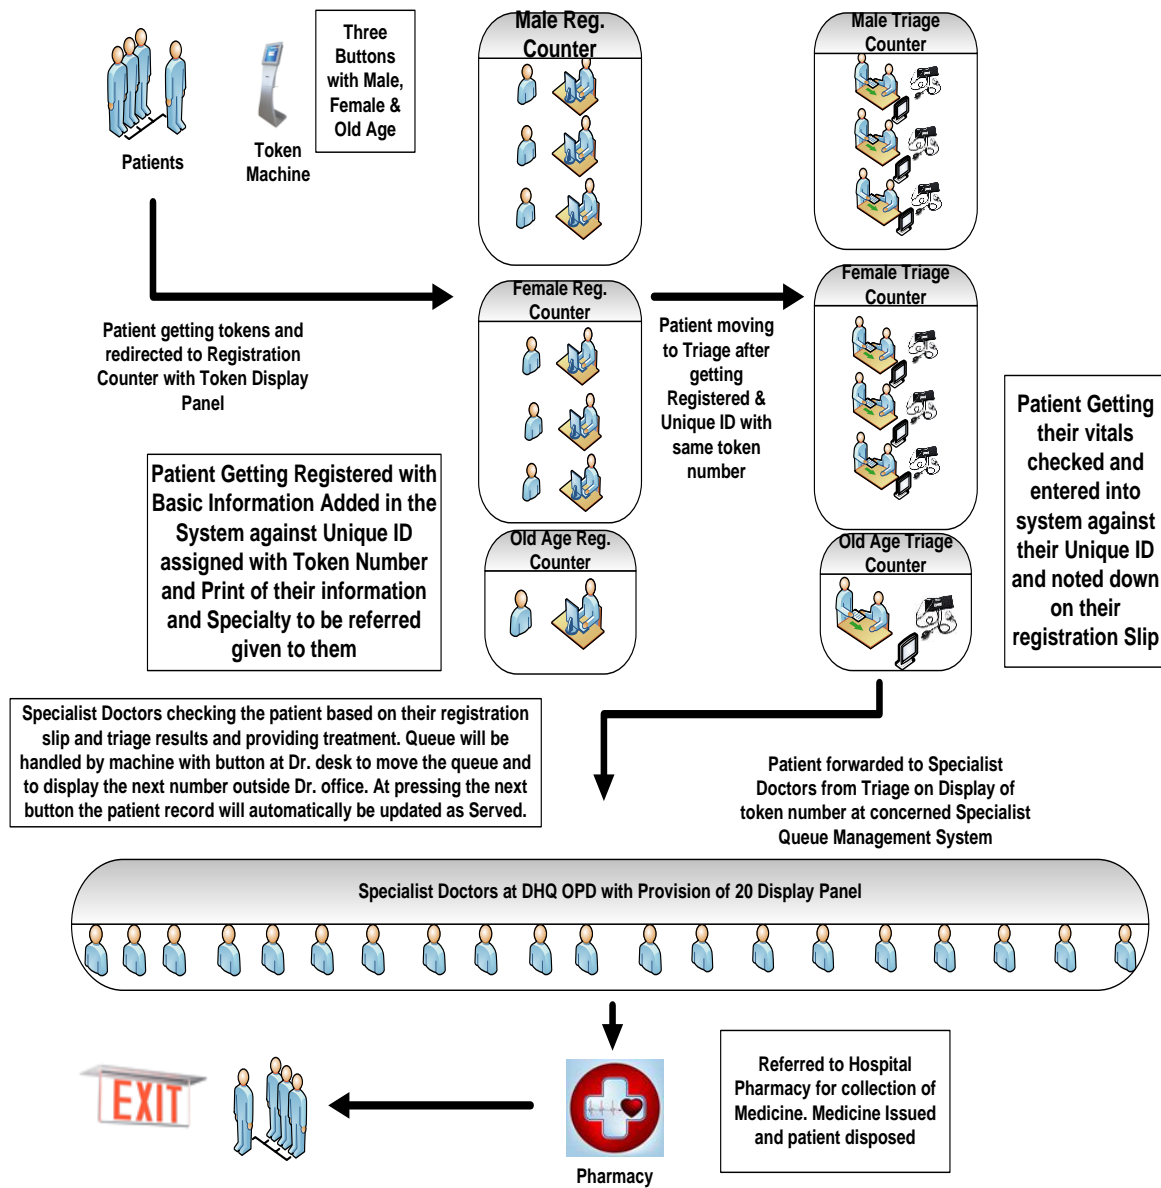 Patients
Token
Machine
Three
Buttons
with Male,
Female &
Old Age
Male Reg.
Counter
Male Triage
Counter
Patient getting tokens and
redirected to Registration
Counter with Token Display
Panel
Female Reg.
Counter
Patient moving
to Triage after
getting
Registered &
Unique ID with
same token
number
Female Triage
Counter
Patient Getting Registered with
Basic Information Added in the
System against Unique ID
assigned with Token Number
and Print of their information
and Specialty to be referred
given to them
Old Age Reg.
Counter
Old Age Triage
Counter
Patient Getting
their vitals
checked and
entered into
system against
their Unique ID
and noted down
on their
registration Slip
Specialist Doctors checking the patient based on their registration
slip and triage results and providing treatment. Queue will be
handled by machine with button at Dr. desk to move the queue and
to display the next number outside Dr. office. At pressing the next
button the patient record will automatically be updated as Served.
Patient forwarded to Specialist
Doctors from Triage on Display of
token number at concerned Specialist
Queue Management System
Specialist Doctors at DHQ OPD with Provision of 20 Display Panel
EXIT
Pharmacy
Referred to Hospital
Pharmacy for collection of
Medicine. Medicine Issued
and patient disposed